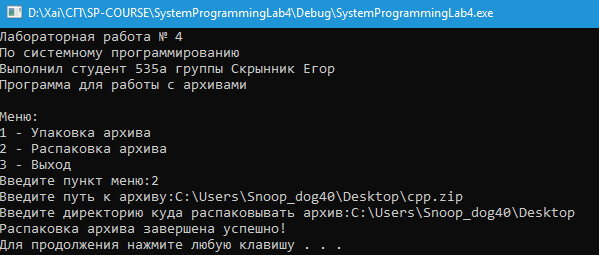 D:\Xai\СП\SP-COURSE\SystemProgrammingLab4\Debug\SystemProgrammingLab4.exe
Лабораторная работа № 4
По системному программированию
Выполнил студент 535а группы Скрынник Егор
Программа для работы с архивами
Меню:
1 - Упаковка архива
2 - Распаковка архива
3 - Выход
Введите пункт меню:2
Введите путь к архиву:C:\Users\Snoop_dog40\Desktop\cpp.zip
Введите директорию куда распаковывать архив:C:\Users\Snoop_dog40\Desktop
Распаковка архива завершена успешно!
Для продолжения нажмите любую клавишу . . .